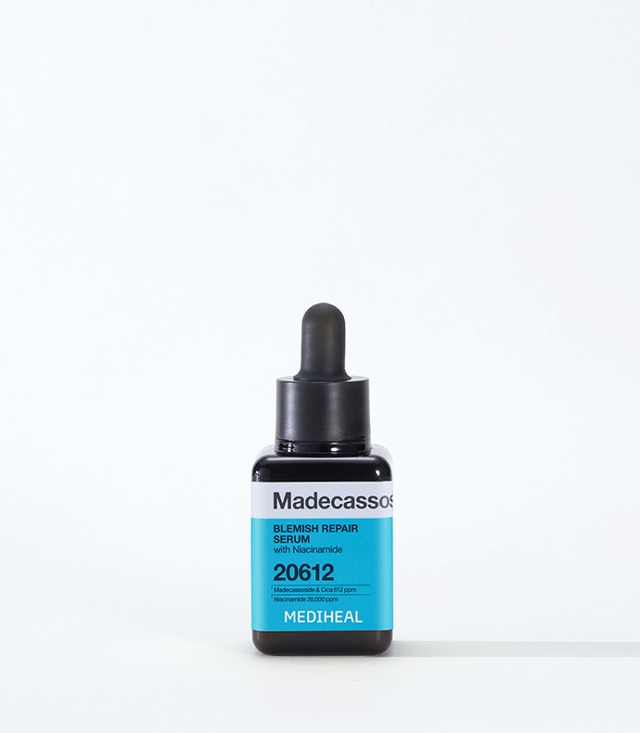 Madecassos
BLEMISH REPAIR
SERUM
with Niacinamide
20612
Madecassoside & Cica 612 ppm
Niacinamide 20,000 ppm
MEDIHEAL